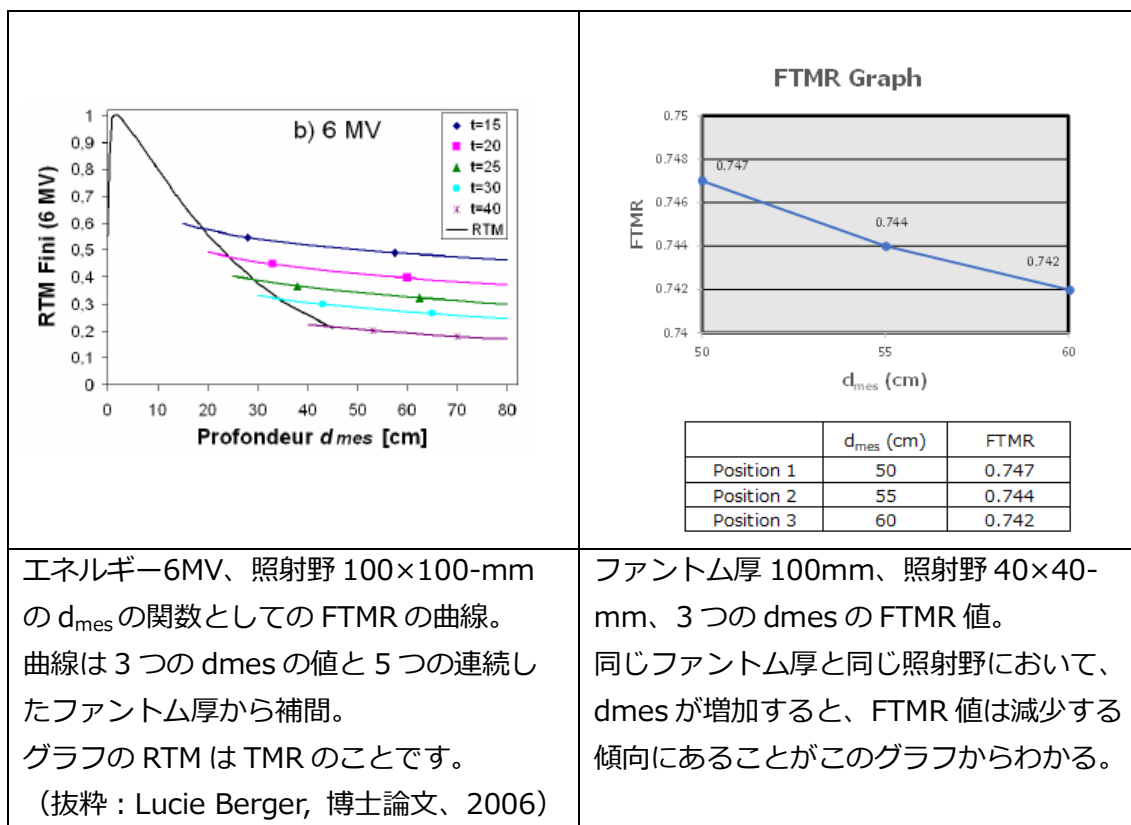 b) 6 MV
RTM Fini (6 MV)
1
0,9
0,8
0,7
0,6
0,5
0,4
0,3
0,2
0,1
0
0 10 20 30 40 50 60 70 80
Profondeur d mes [cm]
t=15
t=20
t=25
t=30
t=40
RTM
FTMR Graph
FTMR
0.75
0.748
0.746
0.744
0.742
0.74
0.747
0.744
0.742
50 55 60
dmes (cm)
dmes (cm) FTMR
Position 1 50 0.747
Position 2 55 0.744
Position 3 60 0.742
エネルギー6MV、照射野 100×100-mm
の dmes の関数としての FTMR の曲線。
曲線は 3 つの dmes の値と 5 つの連続し
たファントム厚から補間。
グラフの RTM は TMR のことです。
（抜粋：Lucie Berger, 博士論文、2006）
ファントム厚 100mm、照射野 40×40-
mm、3 つの dmes の FTMR 値。
同じファントム厚と同じ照射野において、
dmes が増加すると、FTMR 値は減少する
傾向にあることがこのグラフからわかる。